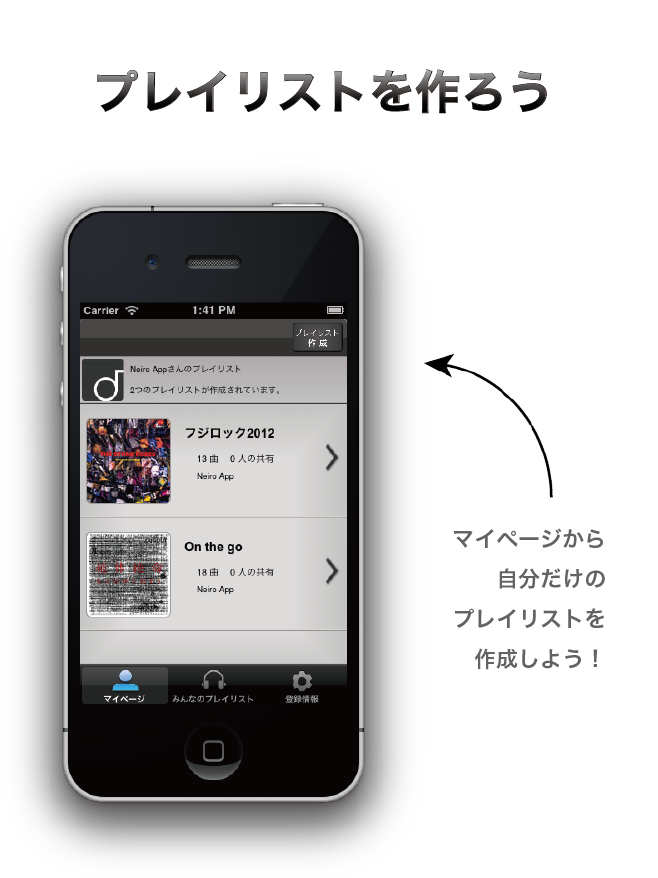 プレイリストを作ろう
Carrier 1:41 PM
プレイリスト
作成
Neiro Appさんのプレイリスト
2つのプレイリストが作成されています。
フジロック2012
13 曲 0 人の共有
Neiro App
On the go
18 曲 0 人の共有
Neiro App
マイページ みんなのプレイリスト 登録情報
マイページから
自分だけの
プレイリストを
作成しよう！